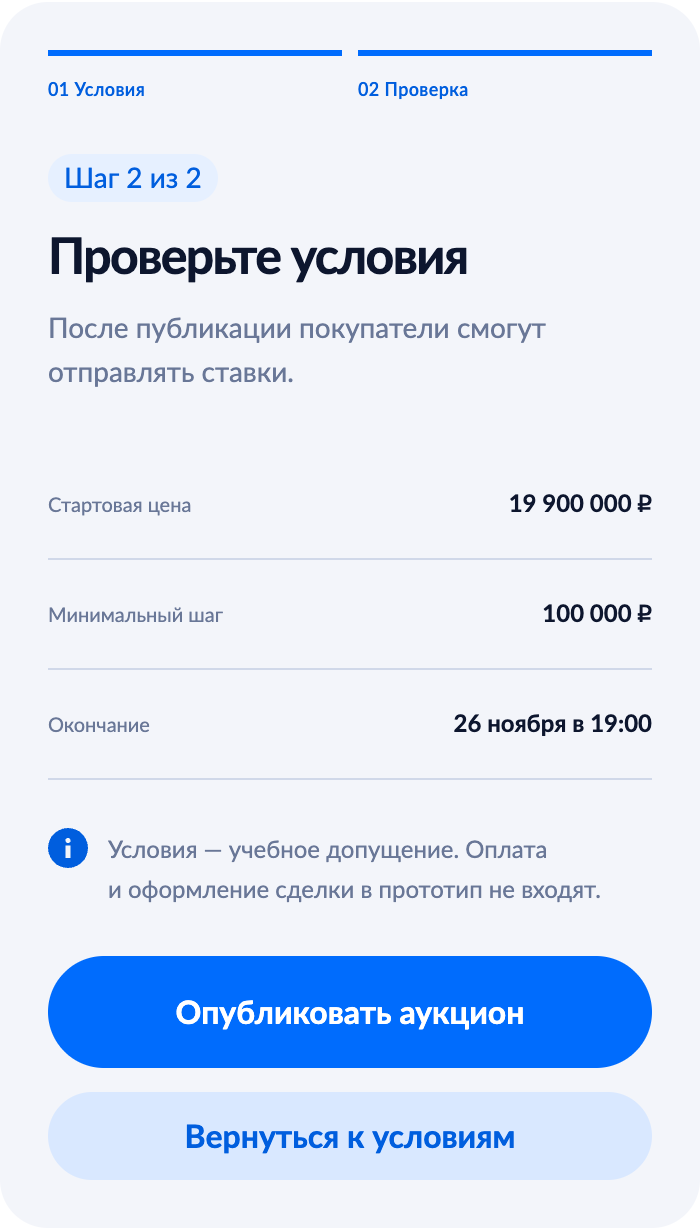 01 Условия
02 Проверка
Шаг 2 из 2
Проверьте условия
После публикации покупатели смогут
отправлять ставки.
Стартовая цена 19 900 000 ₽
Минимальный шаг 100 000 ₽
Окончание 26 ноября в 19:00
Условия — учебное допущение. Оплата
и оформление сделки в прототип не входят.
Опубликовать аукцион
Вернуться к условиям